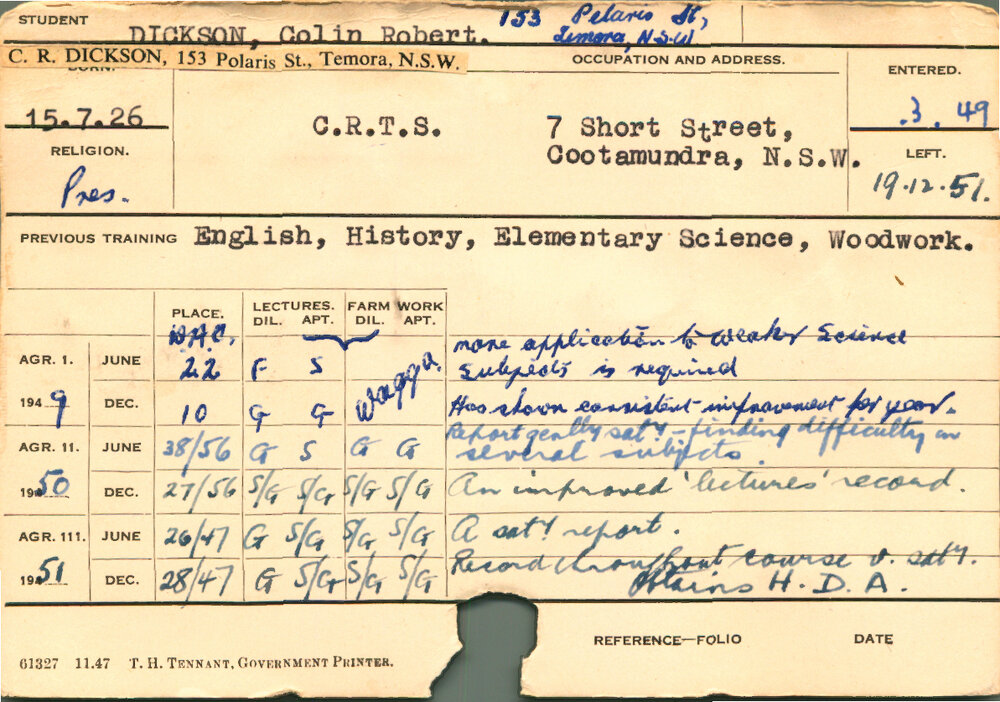 STUDENT DICKSON, Colin Robert. 153 Pelaris St,
Temora, N.S.W
C. R. DICKSON, 153 Polaris St., Temora, N.S.W.
OCCUPATION AND ADDRESS.
ENTERED.
15.7.26 C.R.T.S. 7 Short Street, .3.49
Cootamundra, N.S.W.
RELIGION. LEFT.
Pres. 19.12.51.
PREVIOUS TRAINING English, History, Elementary Science, Woodwork.
PLACE. LECTURES. FARM WORK
DIL. APT. DIL. APT.
W.A.C. more application to weaker Science
AGR. 1. JUNE 22 F S Wagga. subjects is required
1949 DEC. 10 G G Has shown consistent improvement for year.
Report genlly saty - finding difficulty in
AGR. 11. JUNE 38/56 G S G G several subjects.
1950 DEC. 27/56 S/G S/G S/G S/G An improved 'lectures' record.
AGR. 111. JUNE 26/47 G S/G S/G S/G A saty report.
Record throughout course v. saty.
1951 DEC. 28/47 G S/G S/G S/G Obtains H.D.A.
REFERENCE—FOLIO DATE
61327 11.47 T. H. TENNANT, GOVERNMENT PRINTER.